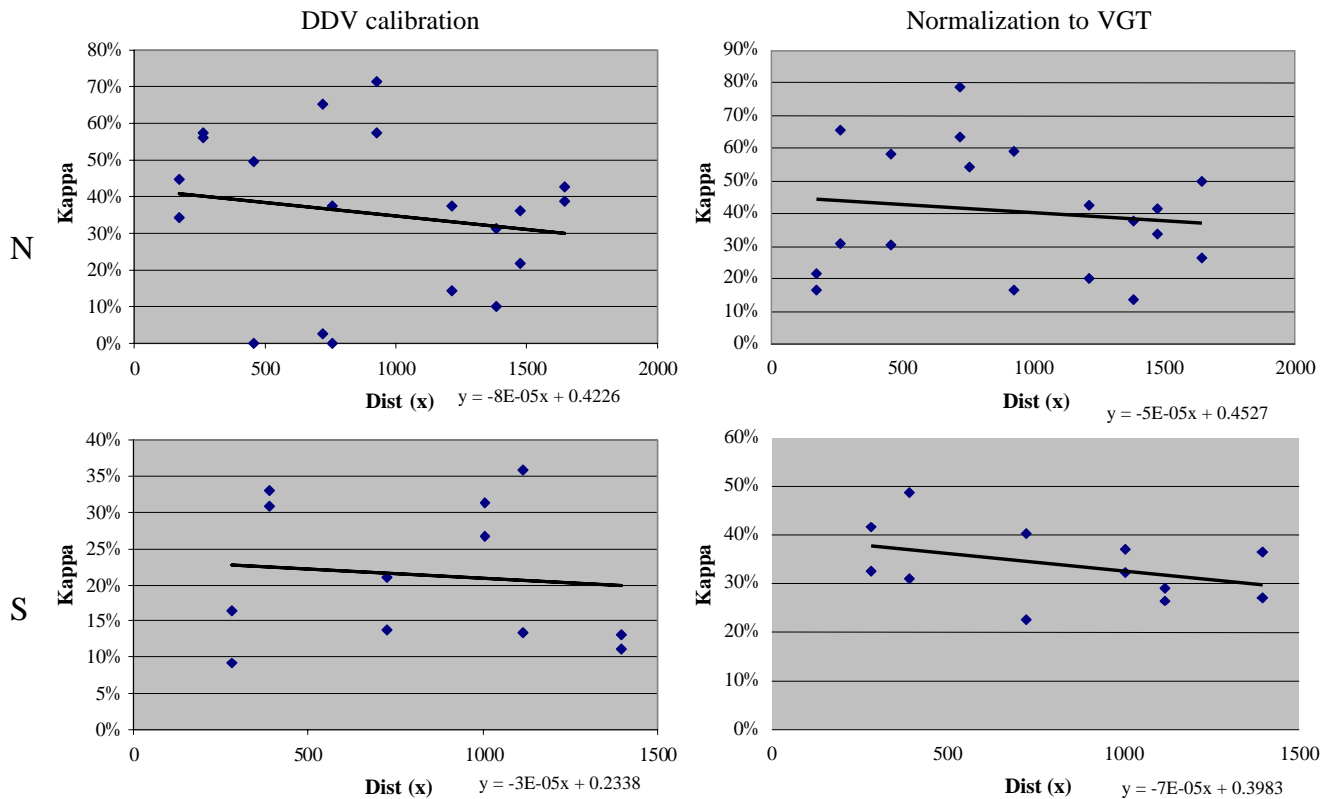 DDV calibration
Normalization to VGT
N
80%
70%
60%
50%
40%
30%
20%
10%
0%
Kappa
0 500 1000 1500 2000
Dist (x)
y = -8E-05x + 0.4226
90%
80%
70%
60%
50%
40%
30%
20%
10%
0%
Kappa
0 500 1000 1500 2000
Dist (x)
y = -5E-05x + 0.4527
S
40%
35%
30%
25%
20%
15%
10%
5%
0%
Kappa
0 500 1000 1500
Dist (x)
y = -3E-05x + 0.2338
60%
50%
40%
30%
20%
10%
0%
Kappa
0 500 1000 1500
Dist (x)
y = -7E-05x + 0.3983